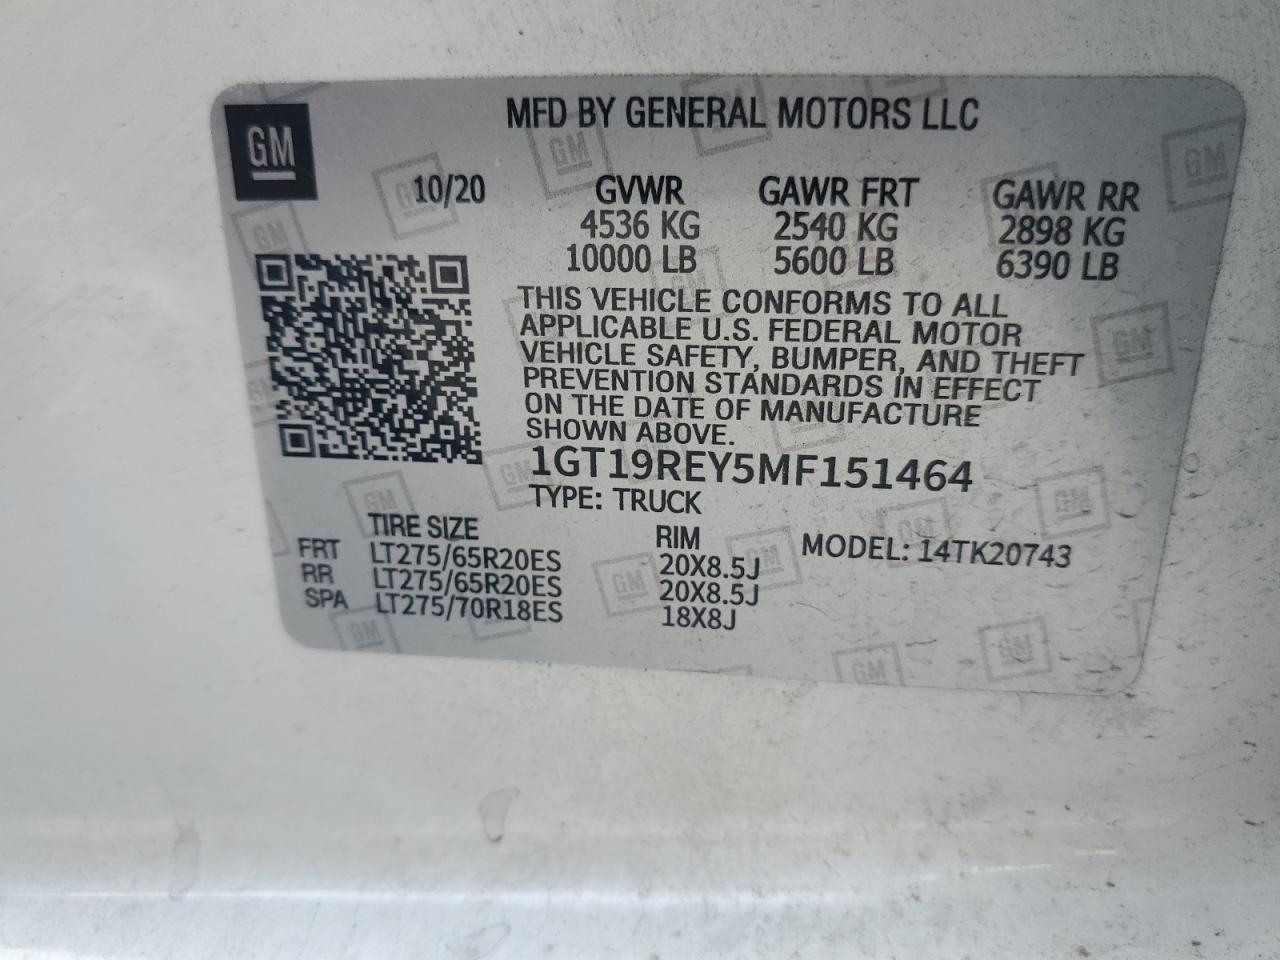 GM
MFD BY GENERAL MOTORS LLC
10/20
GVWR GAWR FRT GAWR RR
4536 KG 2540 KG 2898 KG
10000 LB 5600 LB 6390 LB
THIS VEHICLE CONFORMS TO ALL
APPLICABLE U.S. FEDERAL MOTOR
VEHICLE SAFETY, BUMPER, AND THEFT
PREVENTION STANDARDS IN EFFECT
ON THE DATE OF MANUFACTURE
SHOWN ABOVE.
1GT19REY5MF151464
TYPE: TRUCK
TIRE SIZE RIM MODEL: 14TK20743
FRT LT275/65R20ES 20X8.5J
RR LT275/65R20ES 20X8.5J
SPA LT275/70R18ES 18X8J